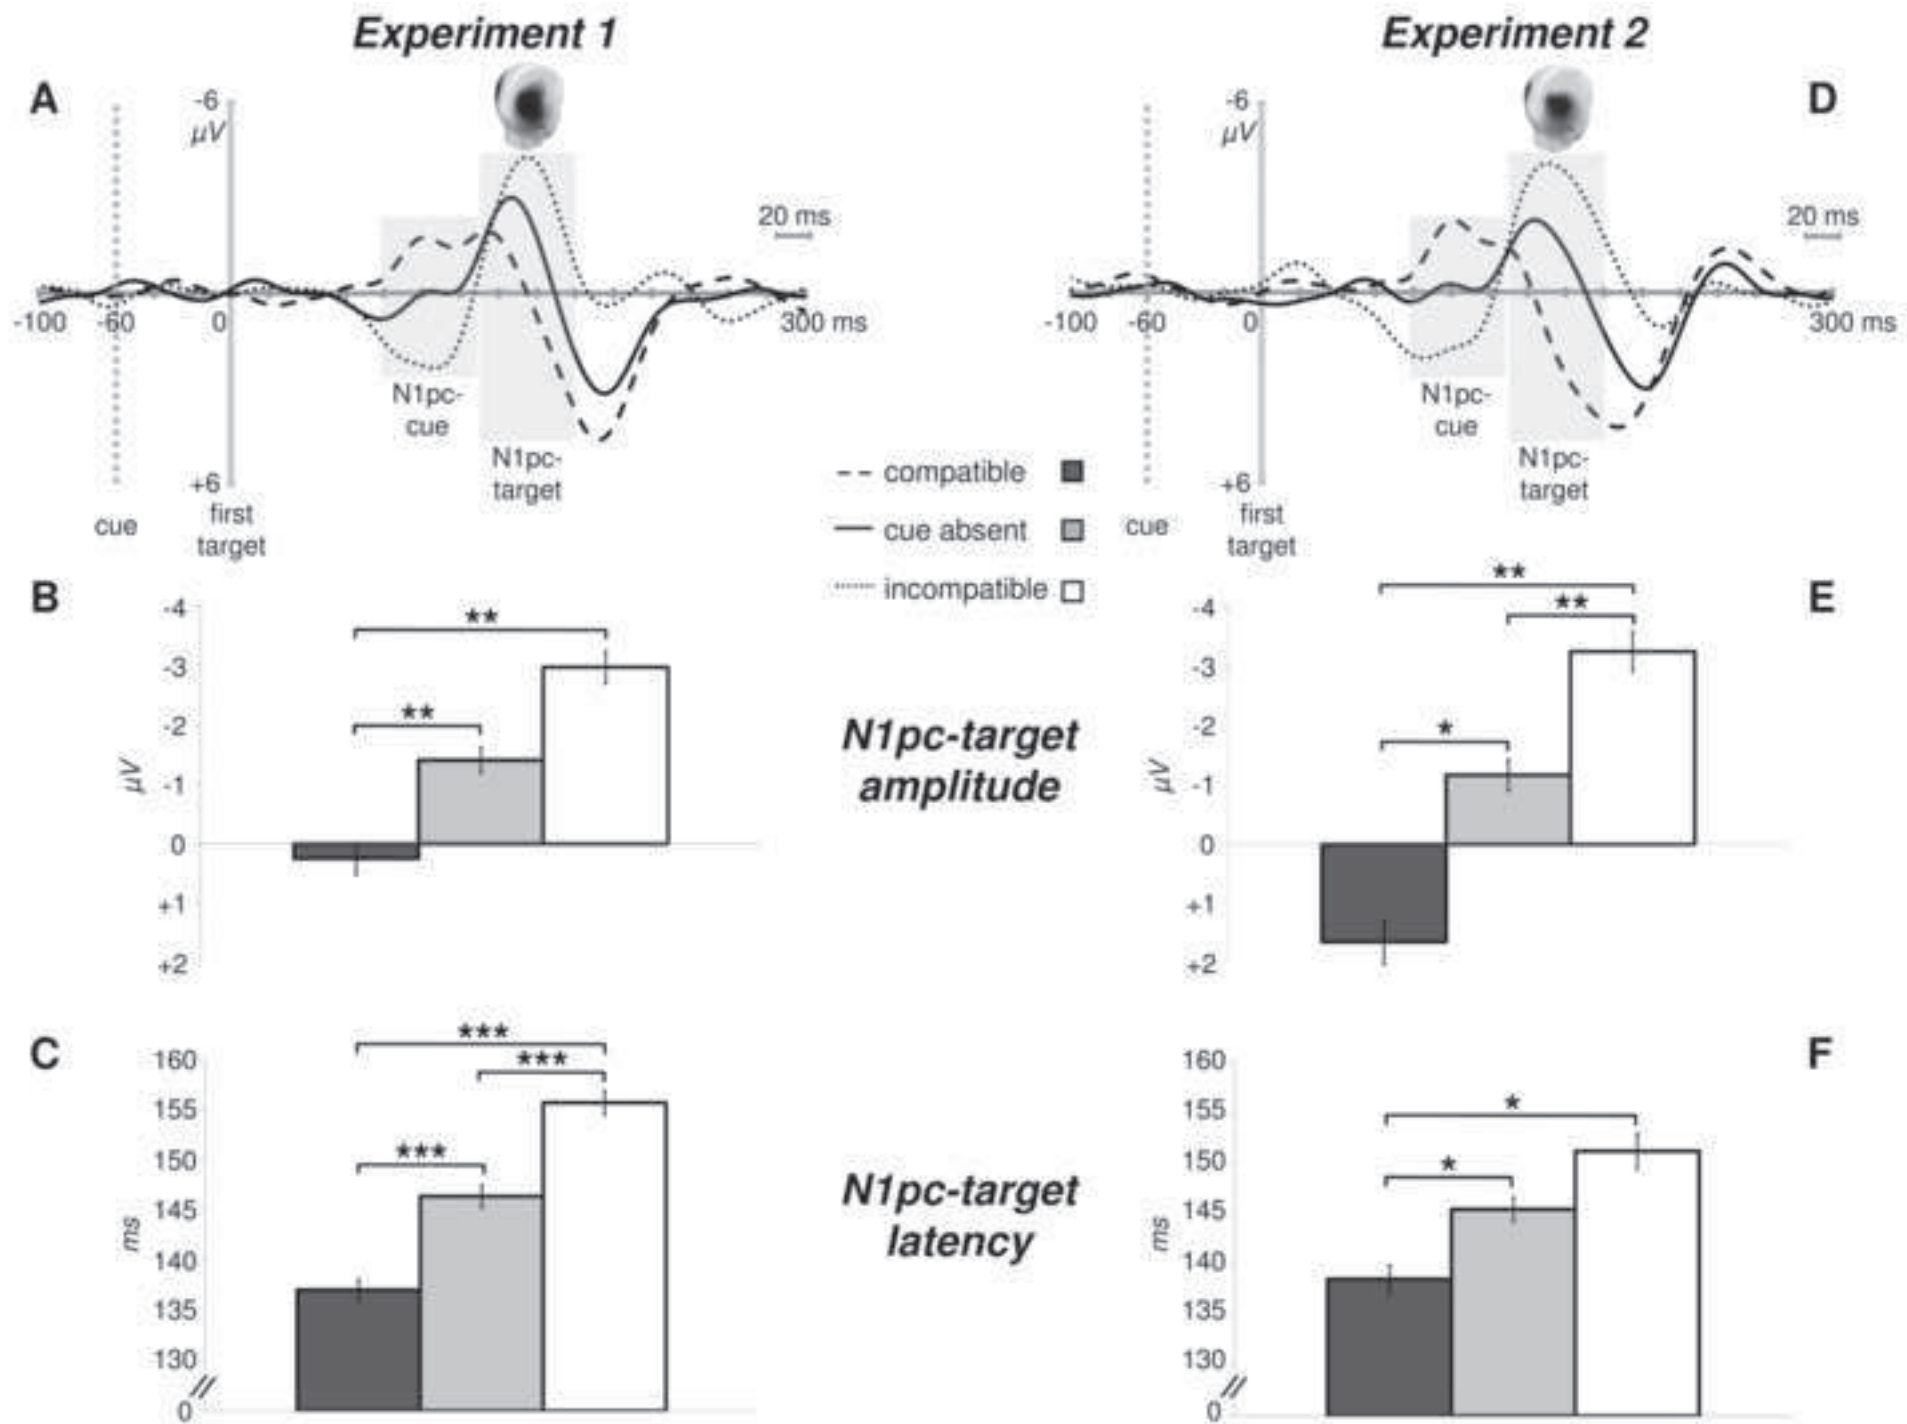 Experiment 1
Experiment 2
A
-6
µV
20 ms
-100
-60
0
300 ms
N1pc-
cue
N1pc-
target
+6
cue
first
target
D
-6
µV
20 ms
-100
-60
0
300 ms
N1pc-
cue
N1pc-
target
+6
cue
first
target
compatible
cue absent
incompatible
B
-4
-3
-2
-1
0
+1
+2
µV
**
**
N1pc-target
amplitude
E
-4
-3
-2
-1
0
+1
+2
µV
**
**
*
C
160
155
150
145
140
135
130
0
ms
***
***
***
N1pc-target
latency
F
160
155
150
145
140
135
130
0
ms
*
*